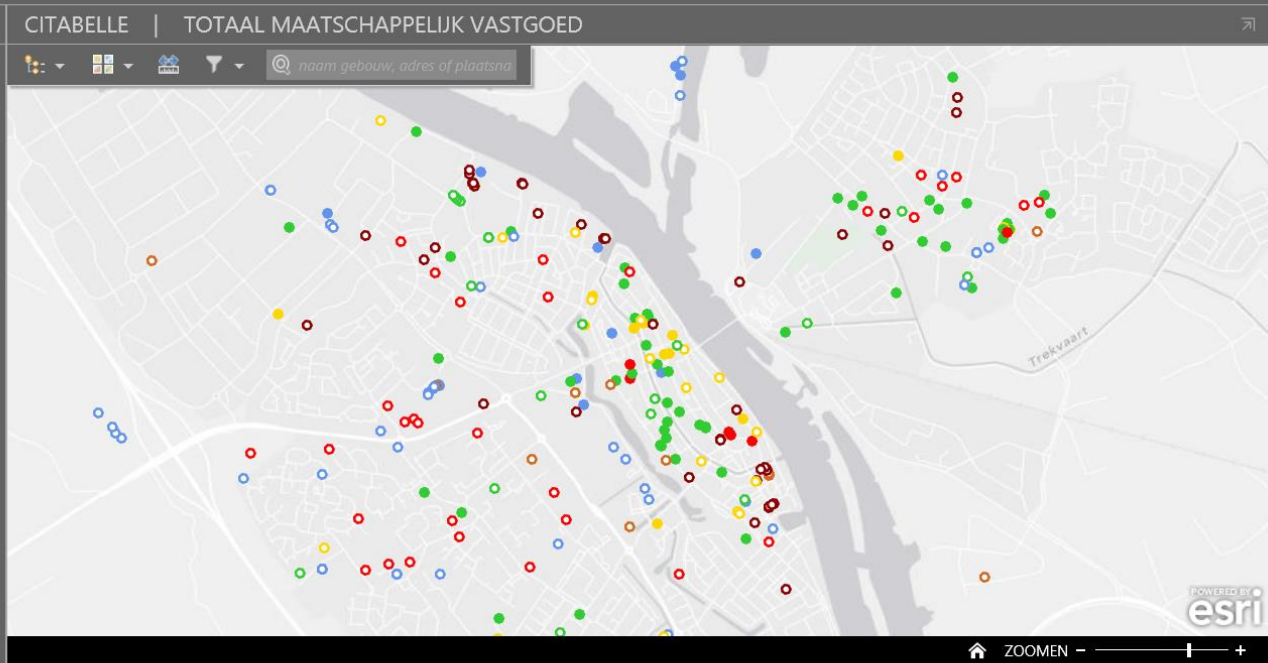 CITABELLE | TOTAAL MAATSCHAPPELIJK VASTGOED
naam gebouw, adres of plaatsna
Trekvaart
POWERED BY
esri
ZOOMEN − +